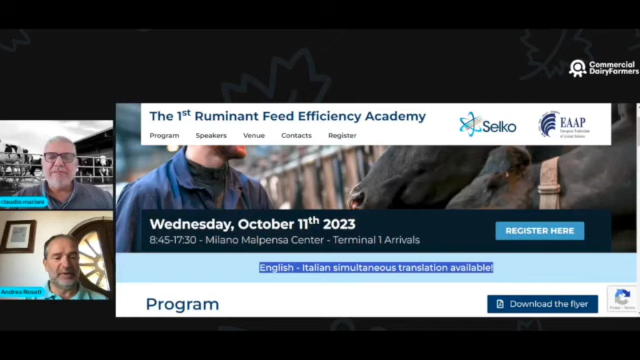 Commercial
DairyFarmers
The 1st Ruminant Feed Efficiency Academy
Program Speakers Venue Contacts Register
Selko
EAAP
Wednesday, October 11th 2023
8:45-17:30 - Milano Malpensa Center - Terminal 1 Arrivals
REGISTER HERE
English - Italian simultaneous translation available!
Program
Download the flyer
claudio mariani
Andrea Rosati